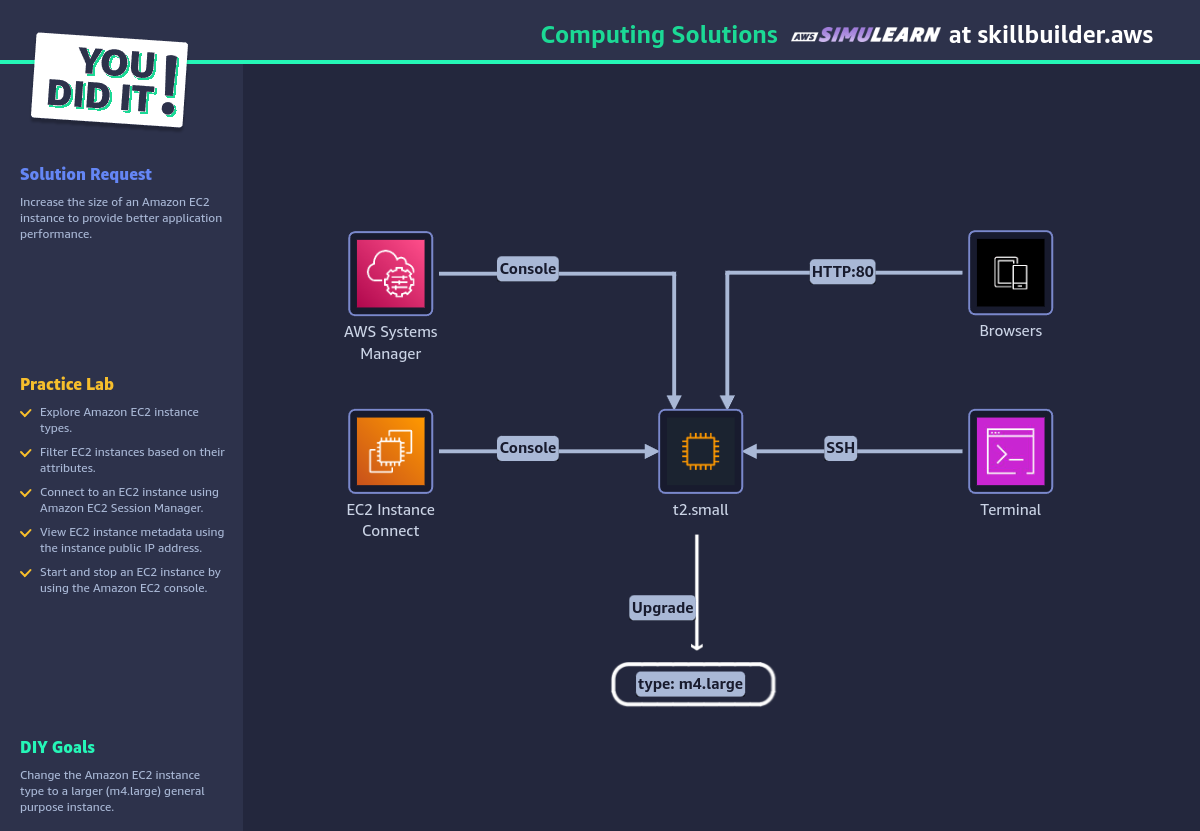 Computing Solutions AWS SIMULEARN at skillbuilder.aws
YOU
DID IT!
Solution Request
Increase the size of an Amazon EC2
instance to provide better application
performance.
Practice Lab
Explore Amazon EC2 instance
types.
Filter EC2 instances based on their
attributes.
Connect to an EC2 instance using
Amazon EC2 Session Manager.
View EC2 instance metadata using
the instance public IP address.
Start and stop an EC2 instance by
using the Amazon EC2 console.
DIY Goals
Change the Amazon EC2 instance
type to a larger (m4.large) general
purpose instance.
Console
HTTP:80
AWS Systems
Manager
Browsers
Console
SSH
EC2 Instance
Connect
t2.small
Terminal
Upgrade
type: m4.large